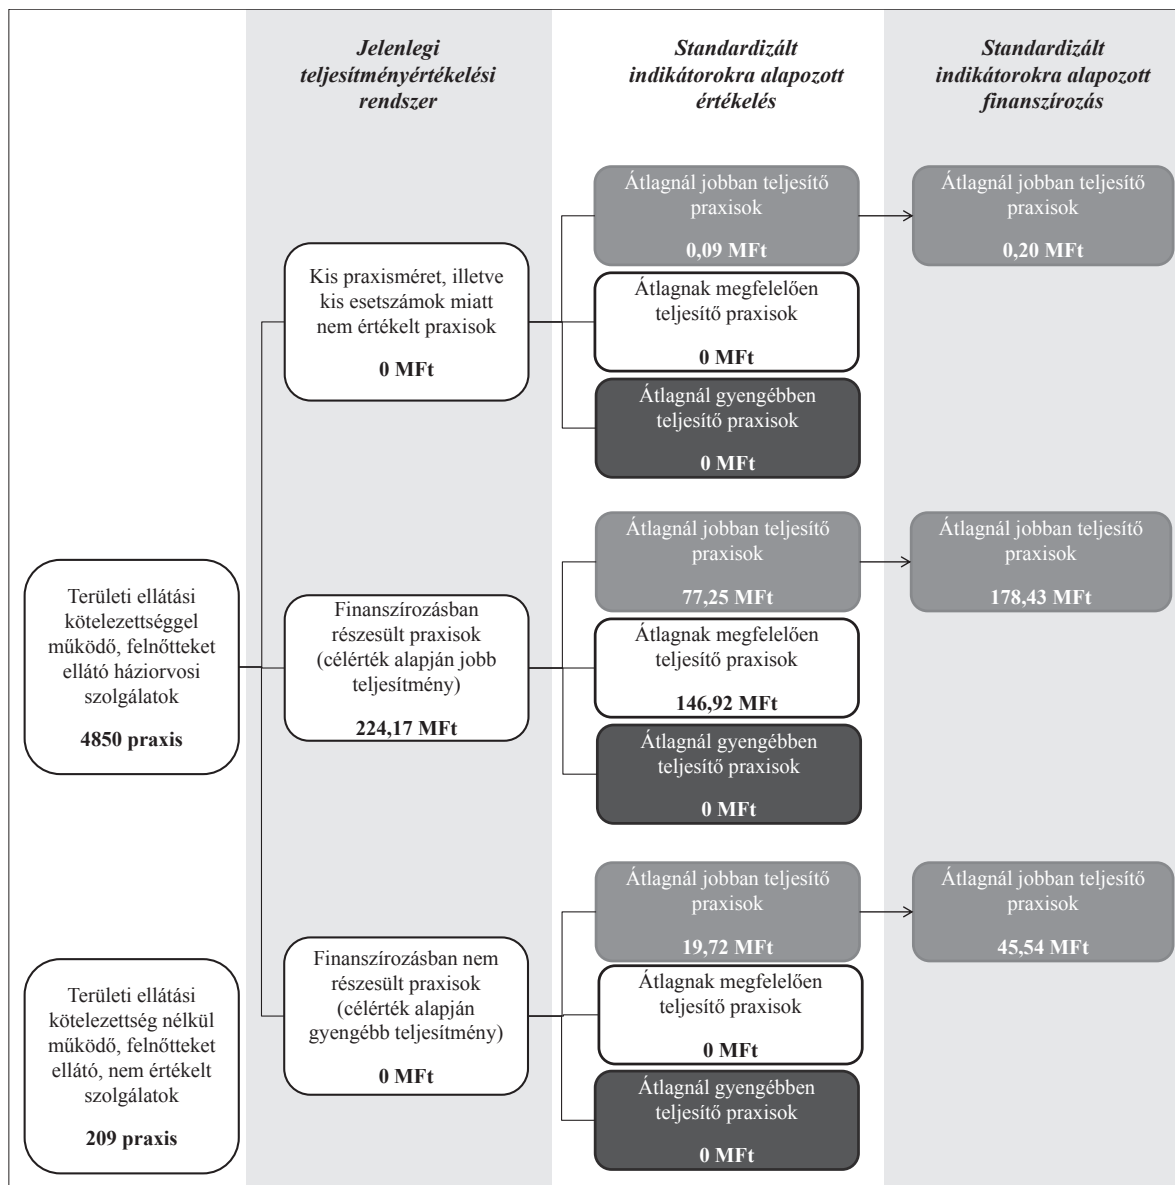 Jelenlegi
teljesítményértékelési
rendszer
Standardizált
indikátorokra alapozott
értékelés
Standardizált
indikátorokra alapozott
finanszírozás
Területi ellátási
kötelezettséggel
működő, felnőtteket
ellátó háziorvosi
szolgálatok
4850 praxis
Területi ellátási
kötelezettség nélkül
működő, felnőtteket
ellátó, nem értékelt
szolgálatok
209 praxis
Kis praxisméret, illetve
kis esetszámok miatt
nem értékelt praxisok
0 MFt
Átlagnál jobban teljesítő
praxisok
0,09 MFt
Átlagnál jobban teljesítő
praxisok
0,20 MFt
Átlagnak megfelelően
teljesítő praxisok
0 MFt
Átlagnál gyengébben
teljesítő praxisok
0 MFt
Finanszírozásban
részesült praxisok
(célérték alapján jobb
teljesítmény)
224,17 MFt
Átlagnál jobban teljesítő
praxisok
77,25 MFt
Átlagnál jobban teljesítő
praxisok
178,43 MFt
Átlagnak megfelelően
teljesítő praxisok
146,92 MFt
Átlagnál gyengébben
teljesítő praxisok
0 MFt
Finanszírozásban nem
részesült praxisok
(célérték alapján
gyengébb teljesítmény)
0 MFt
Átlagnál jobban teljesítő
praxisok
19,72 MFt
Átlagnál jobban teljesítő
praxisok
45,54 MFt
Átlagnak megfelelően
teljesítő praxisok
0 MFt
Átlagnál gyengébben
teljesítő praxisok
0 MFt